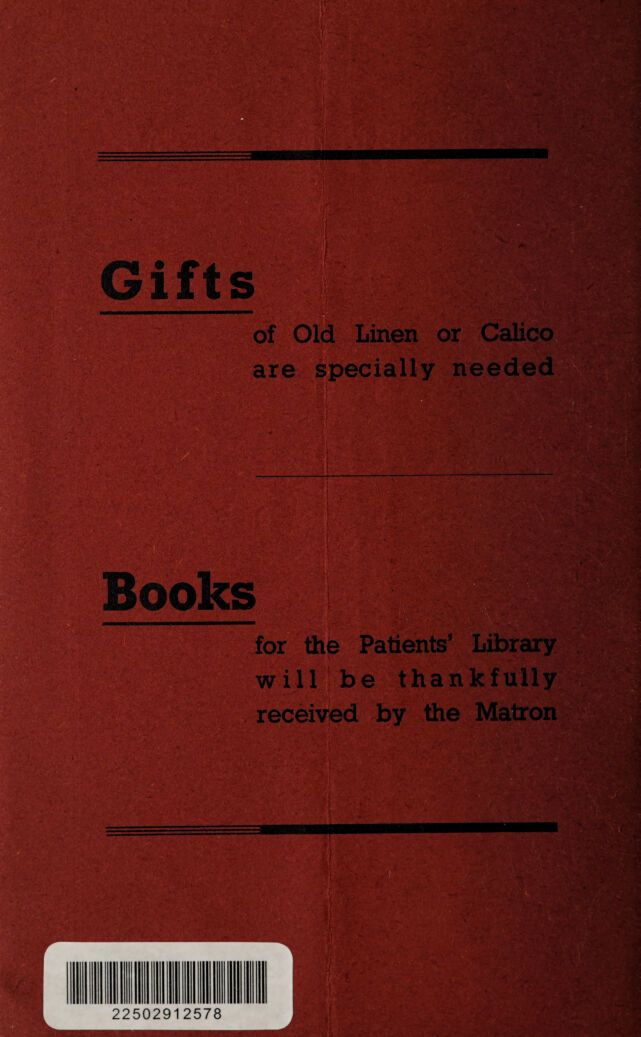 Gifts
of Old Linen or Calico
are specially needed
Books
for the Patients' Library
will be thankfully
received by the Matron
22502912578